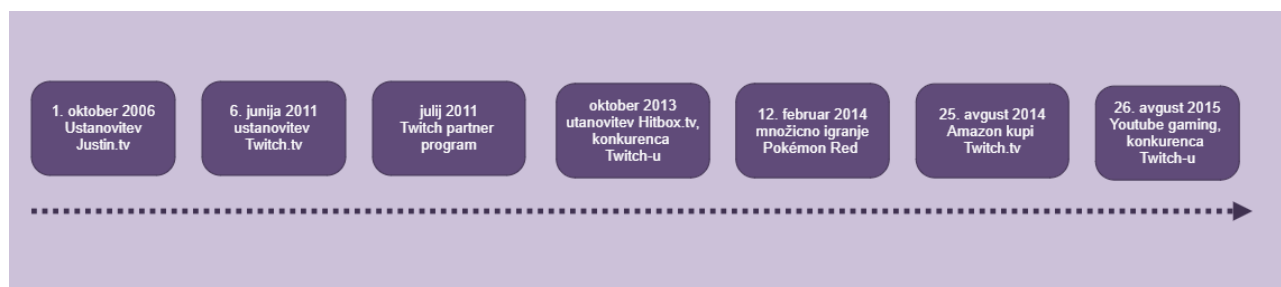 1. oktober 2006
Ustanovitev
Justin.tv
6. junija 2011
ustanovitev
Twitch.tv
julij 2011
Twitch partner
program
oktober 2013
utanovitev Hitbox.tv,
konkurenca
Twitch-u
12. februar 2014
množicno igranje
Pokémon Red
25. avgust 2014
Amazon kupi
Twitch.tv
26. avgust 2015
Youtube gaming,
konkurenca
Twitch-u